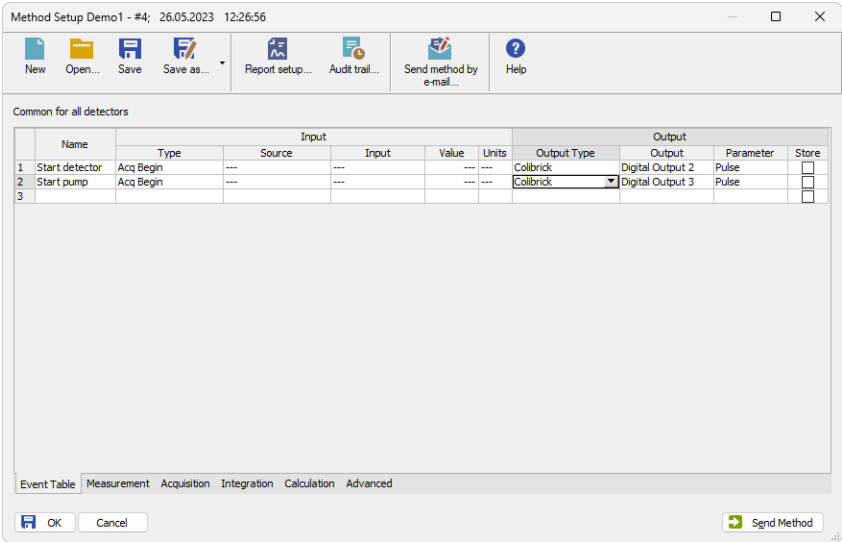 Method Setup Demo1 - #4; 26.05.2023 12:26:56
New Open... Save Save as... Report setup... Audit trail... Send method by e-mail... Help
Common for all detectors
Name Input Output
Type Source Input Value Units Output Type Output Parameter Store
1 Start detector Acq Begin --- --- --- --- Colibrick Digital Output 2 Pulse
2 Start pump Acq Begin --- --- --- --- Colibrick Digital Output 3 Pulse
3
Event Table Measurement Acquisition Integration Calculation Advanced
OK Cancel Send Method